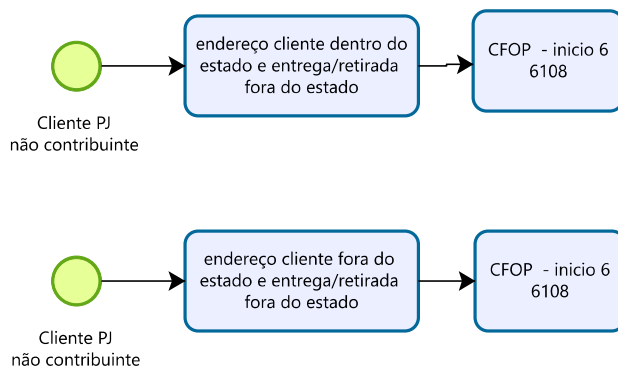 endereço cliente dentro do
estado e entrega/retirada
fora do estado
CFOP  - inicio 6
6108
Cliente PJ
não contribuinte
endereço cliente fora do
estado e entrega/retirada
fora do estado
CFOP  - inicio 6
6108
Cliente PJ
não contribuinte